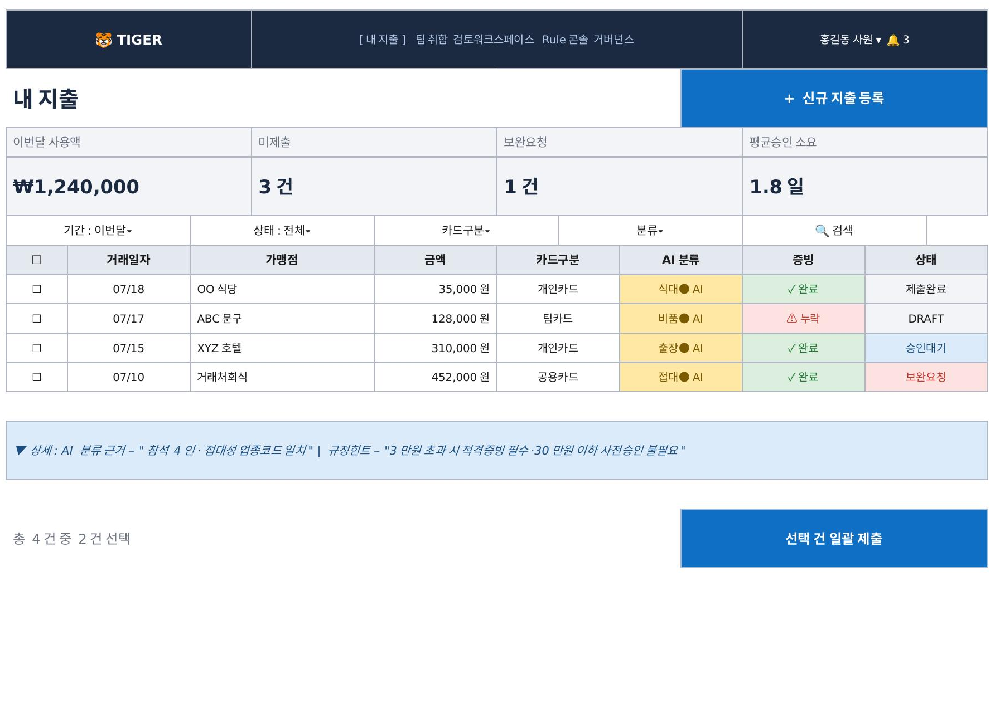 🐯 TIGER [ 내 지출 ] 팀 취합 검토워크스페이스 Rule 콘솔 거버넌스 홍길동 사원 ▾ 🔔 3
내 지출 + 신규 지출 등록
이번달 사용액 미제출 보완요청 평균승인 소요
₩1,240,000 3 건 1 건 1.8 일
기간 : 이번달▾ 상태 : 전체▾ 카드구분▾ 분류▾ 🔍 검색
☐ 거래일자 가맹점 금액 카드구분 AI 분류 증빙 상태
☐ 07/18 OO 식당 35,000 원 개인카드 식대● AI ✓ 완료 제출완료
☐ 07/17 ABC 문구 128,000 원 팀카드 비품● AI ⚠ 누락 DRAFT
☐ 07/15 XYZ 호텔 310,000 원 개인카드 출장● AI ✓ 완료 승인대기
☐ 07/10 거래처회식 452,000 원 공용카드 접대● AI ✓ 완료 보완요청
▼ 상세 : AI 분류 근거 – " 참석 4 인 · 접대성 업종코드 일치 " | 규정힌트 – "3 만원 초과 시 적격증빙 필수 ·30 만원 이하 사전승인 불필요 "
총 4 건 중 2 건 선택 선택 건 일괄 제출